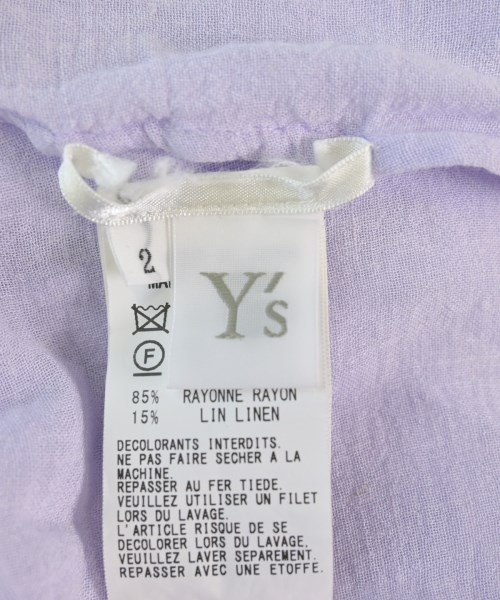 2
Y's
MA
F
85% RAYONNE RAYON
15% LIN LINEN
DECOLORANTS INTERDITS.
NE PAS FAIRE SECHER A LA
MACHINE.
REPASSER AU FER TIEDE.
VEUILLEZ UTILISER UN FILET
LORS DU LAVAGE.
L'ARTICLE RISQUE DE SE
DECOLORER LORS DU LAVAGE,
VEUILLEZ LAVER SEPAREMENT.
REPASSER AVEC UNE ETOFFE.